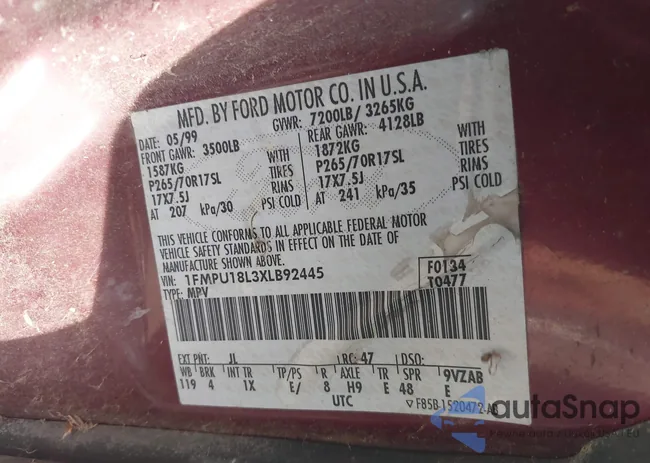 MFD. BY FORD MOTOR CO. IN U.S.A.
DATE: 05/99 GVWR: 7200LB/ 3265KG
FRONT GAWR: 3500LB REAR GAWR: 4128LB
1587KG WITH 1872KG WITH
P265/70R17SL TIRES P265/70R17SL TIRES
17X7.5J RIMS 17X7.5J RIMS
AT 207 kPa/30 PSI COLD AT 241 kPa/35 PSI COLD
THIS VEHICLE CONFORMS TO ALL APPLICABLE FEDERAL MOTOR
VEHICLE SAFETY STANDARDS IN EFFECT ON THE DATE OF
MANUFACTURE SHOWN ABOVE.
1FMPU18L3XLB92445 F0134
TYPE: MPV T0477
EXT PNT: JL RC: 47 DSO:
WB BRK INT TR TP/PS R AXLE TR SPR 9VZAB
119 4 1X E/ 8 H9 E 48 E
UTC ▽ F85B-1520472-AB
autaSnap